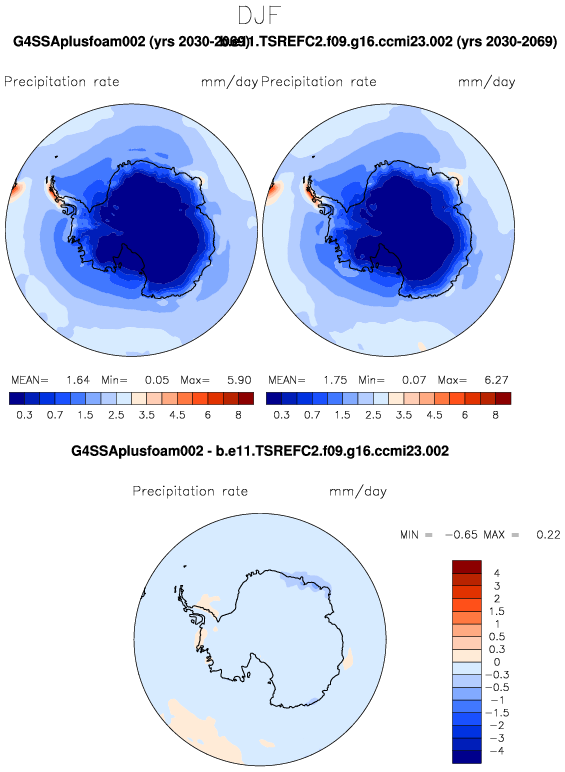 DJF
G4SSAplusfoam002 (yrs 2030-2069) b.e11.TSREFC2.f09.g16.ccmi23.002 (yrs 2030-2069)
Precipitation rate mm/day Precipitation rate mm/day
MEAN= 1.64 Min= 0.05 Max= 5.90 MEAN= 1.75 Min= 0.07 Max= 6.27
0.3 0.7 1.5 2.5 3.5 4.5 6 8 0.3 0.7 1.5 2.5 3.5 4.5 6 8
G4SSAplusfoam002 - b.e11.TSREFC2.f09.g16.ccmi23.002
Precipitation rate mm/day
MIN = -0.65 MAX = 0.22
4
3
2
1.5
1
0.5
0.3
0
-0.3
-0.5
-1
-1.5
-2
-3
-4